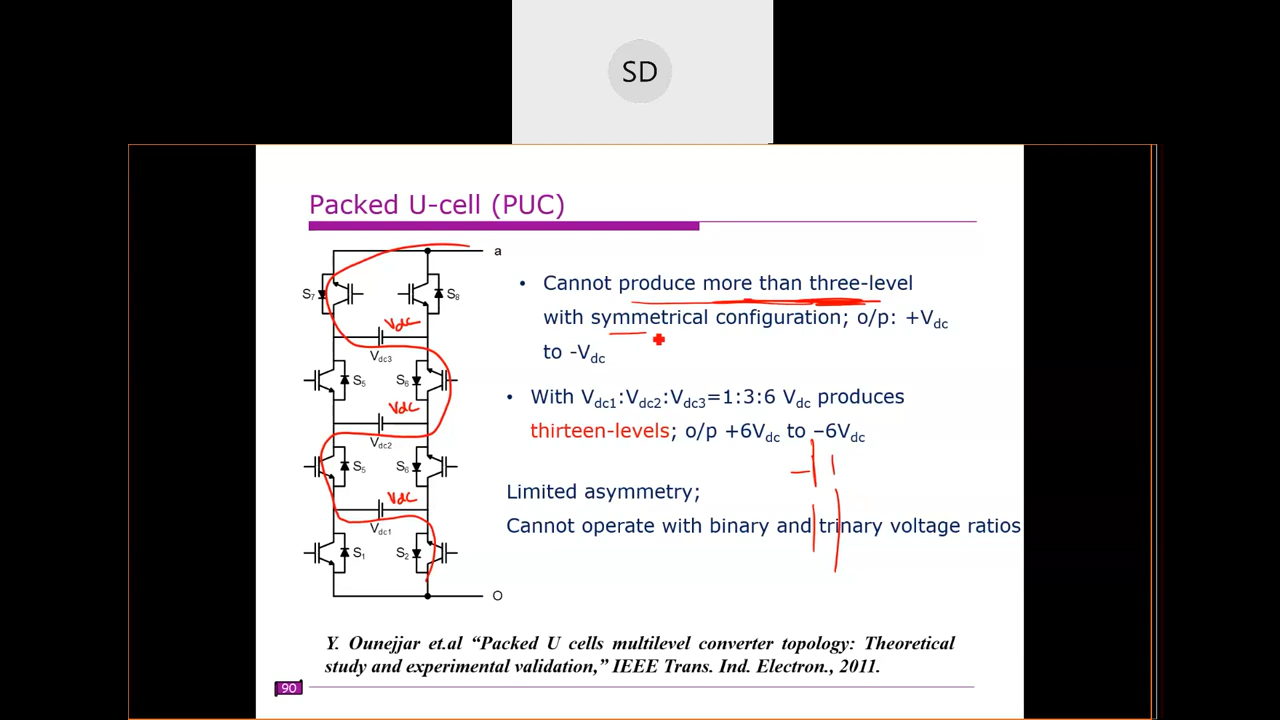 SD
Packed U-cell (PUC)
a
S7
S8
Vdc
Vdc3
S5
S6
Vdc
Vdc2
S5
S6
Vdc
Vdc1
S1
S2
O
• Cannot produce more than three-level
with symmetrical configuration; o/p: +Vdc
to -Vdc
• With Vdc1:Vdc2:Vdc3=1:3:6 Vdc produces
thirteen-levels; o/p +6Vdc to –6Vdc
Limited asymmetry;
Cannot operate with binary and trinary voltage ratios
Y. Ounejjar et.al “Packed U cells multilevel converter topology: Theoretical
study and experimental validation,” IEEE Trans. Ind. Electron., 2011.
90